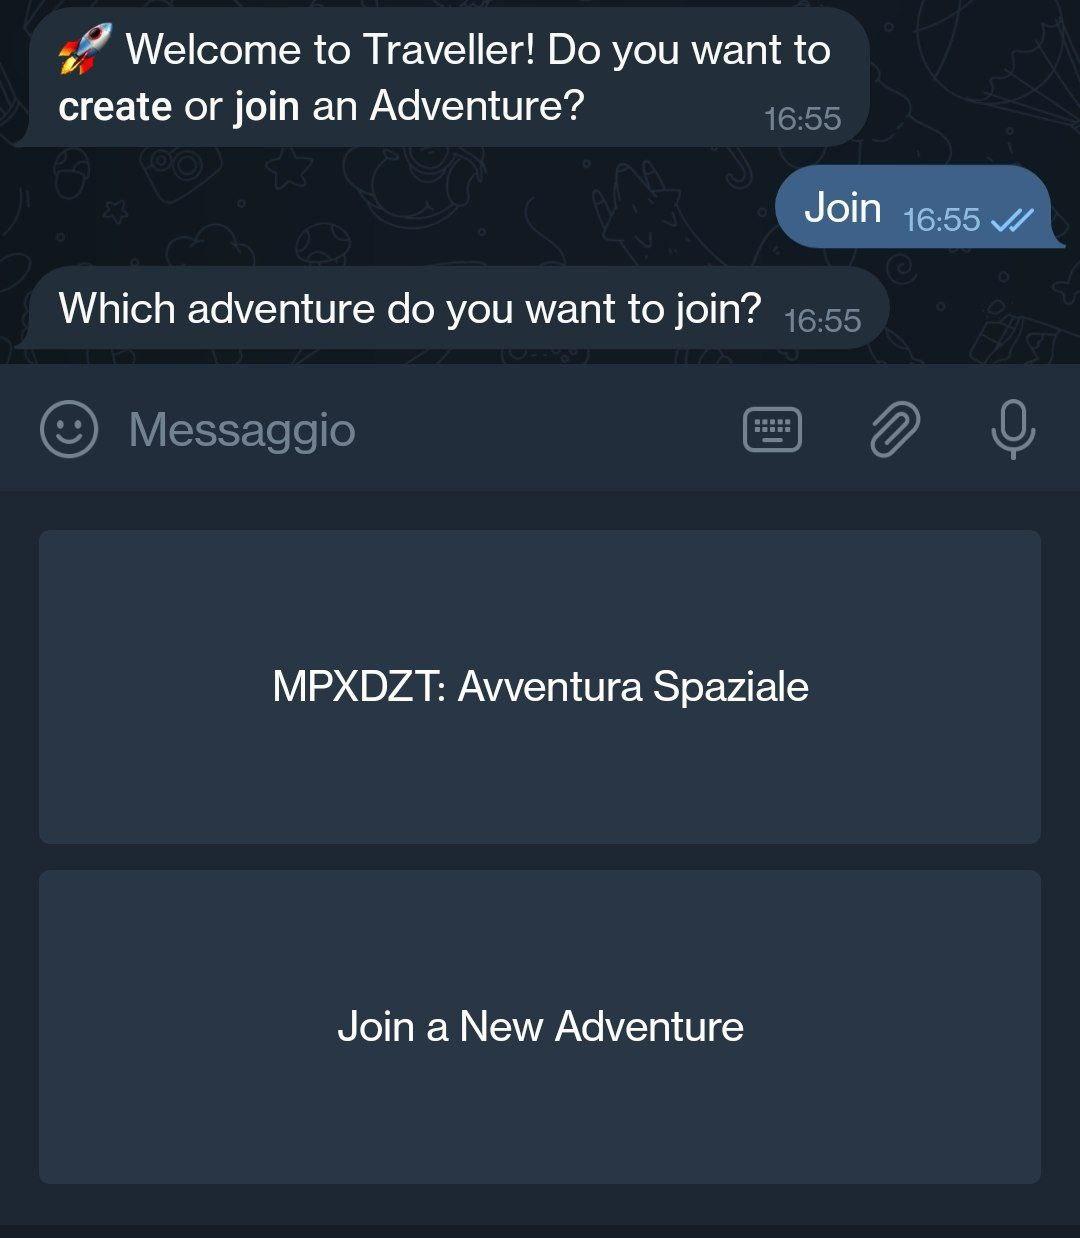 🚀 Welcome to Traveller! Do you want to
create or join an Adventure? 16:55
Join 16:55
Which adventure do you want to join? 16:55
Messaggio
MPXDZT: Avventura Spaziale
Join a New Adventure